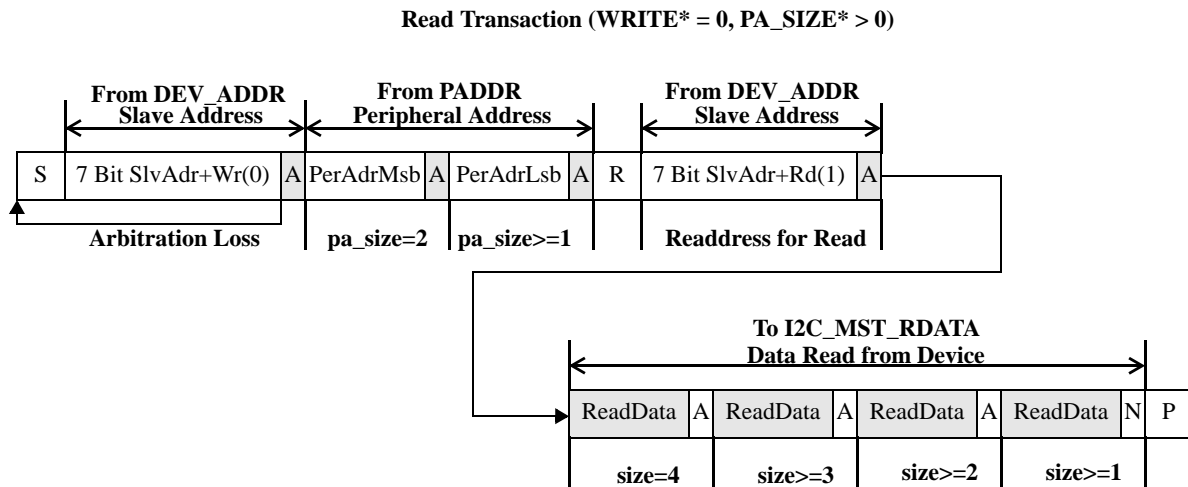 Read Transaction (WRITE* = 0, PA_SIZE* > 0)
From DEV_ADDR
Slave Address
From PADDR
Peripheral Address
From DEV_ADDR
Slave Address
S 7 Bit SlvAdr+Wr(0) A PerAdrMsb A PerAdrLsb A R 7 Bit SlvAdr+Rd(1) A
Arbitration Loss pa_size=2 pa_size>=1 Readdress for Read
To I2C_MST_RDATA
Data Read from Device
ReadData A ReadData A ReadData A ReadData N P
size=4 size>=3 size>=2 size>=1